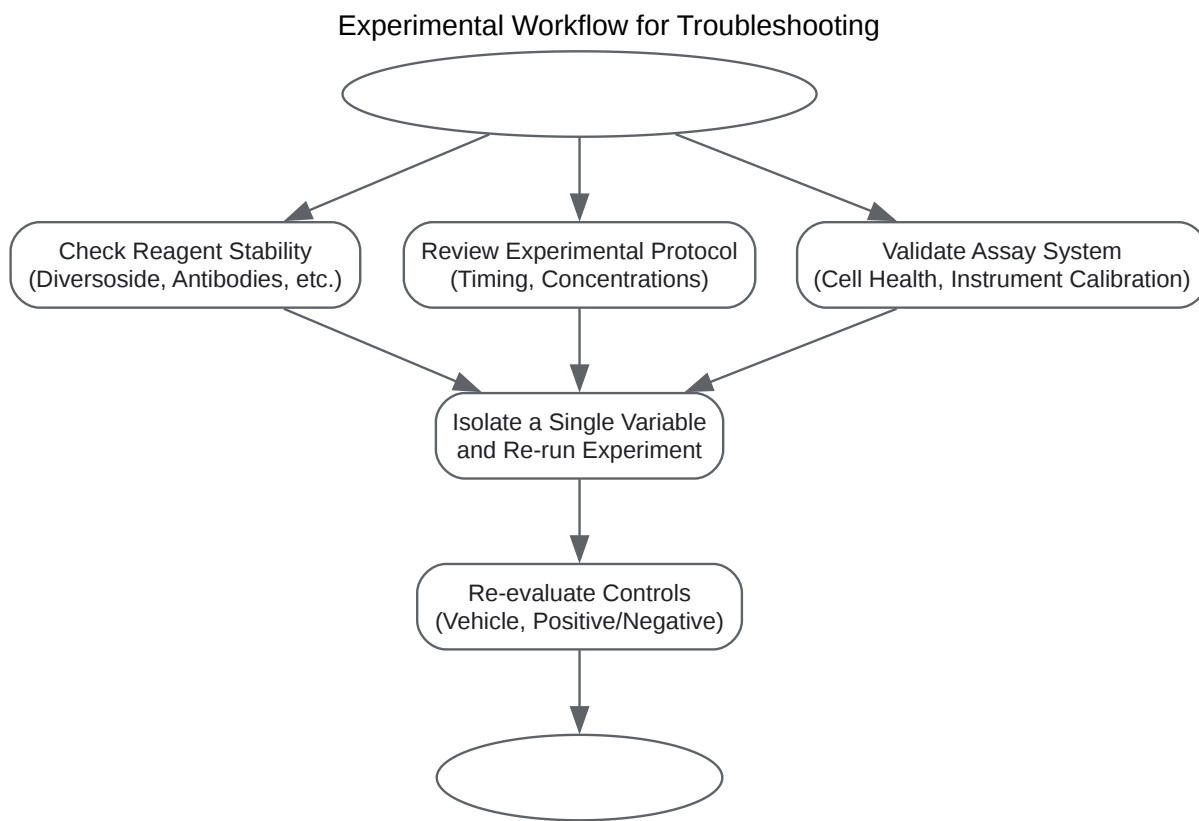 Experimental Workflow for Troubleshooting
Check Reagent Stability
(Diversoside, Antibodies, etc.)
Review Experimental Protocol
(Timing, Concentrations)
Validate Assay System
(Cell Health, Instrument Calibration)
Isolate a Single Variable
and Re-run Experiment
Re-evaluate Controls
(Vehicle, Positive/Negative)